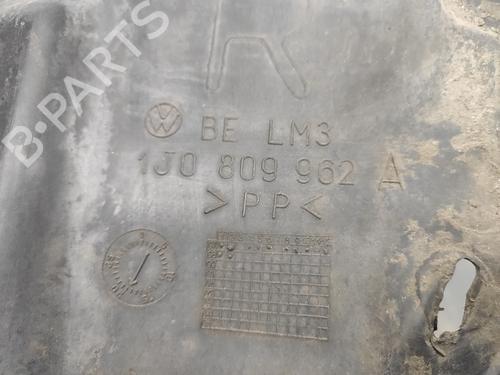 B-PARTS
R
BE LM3
1J0 809 962 A
>PP<